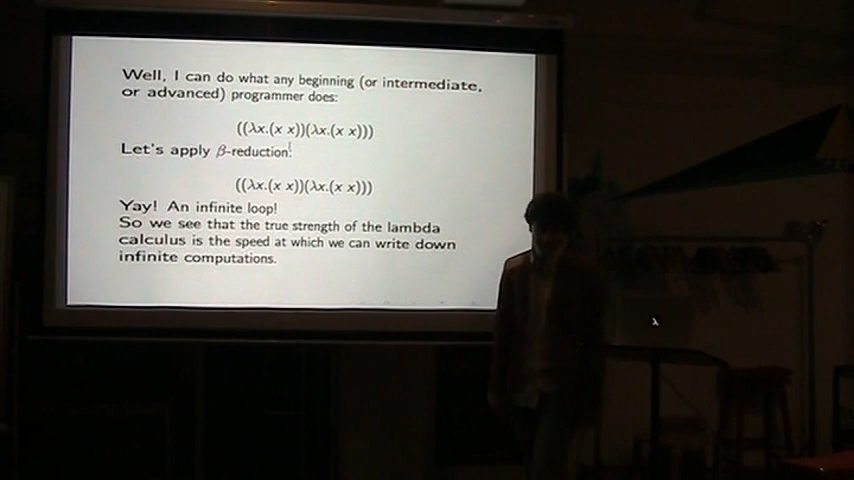 Well, I can do what any beginning (or intermediate,
or advanced) programmer does:
((λx.(x x))(λx.(x x)))
Let's apply β-reduction:
((λx.(x x))(λx.(x x)))
Yay! An infinite loop!
So we see that the true strength of the lambda
calculus is the speed at which we can write down
infinite computations.
λ